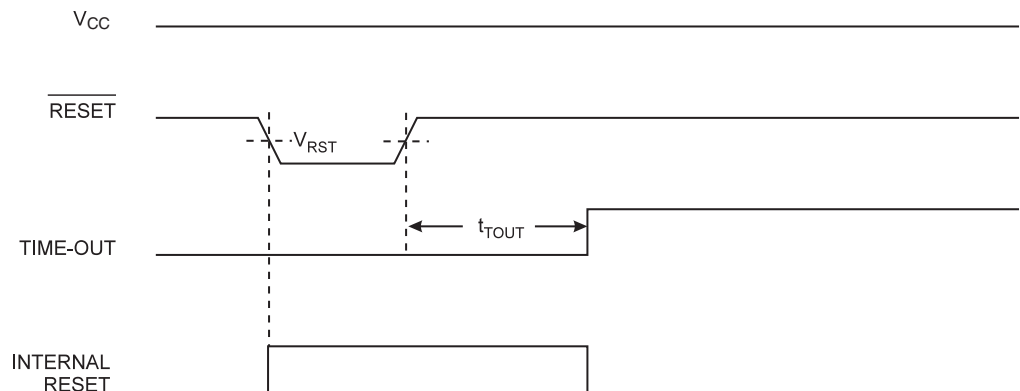 VCC
RESET
VRST
tTOUT
TIME-OUT
INTERNAL
RESET